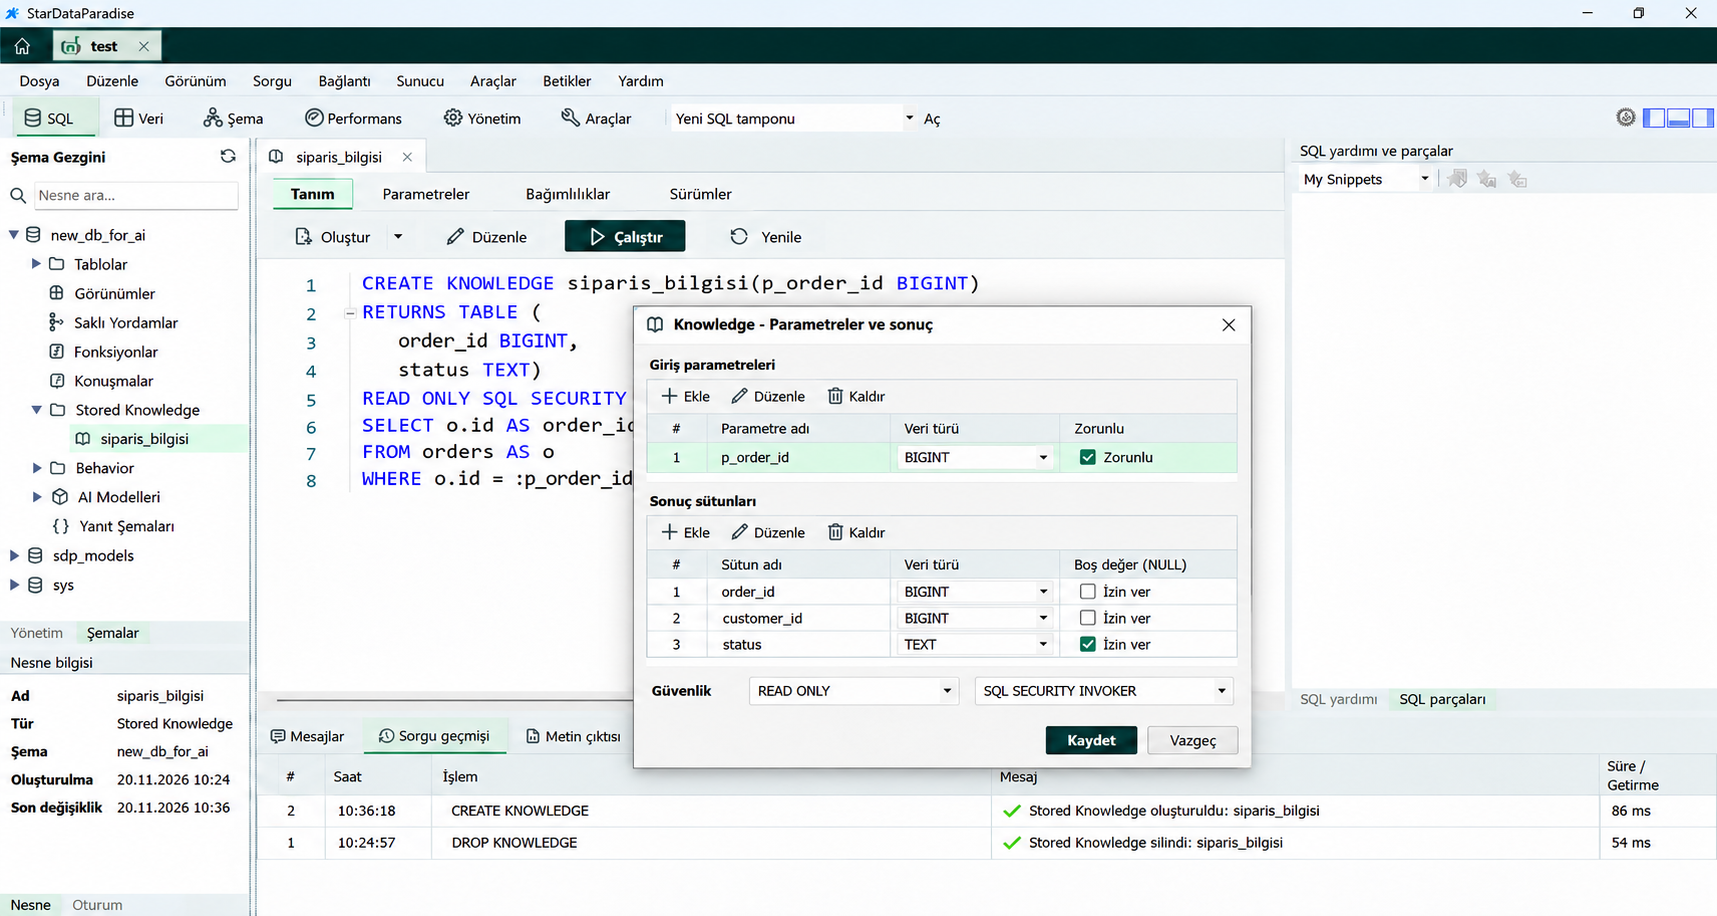 StarDataParadise
test
Dosya Düzenle Görünüm Sorgu Bağlantı Sunucu Araçlar Betikler Yardım
SQL Veri Şema Performans Yönetim Araçlar Yeni SQL tamponu Aç
Şema Gezgini
Nesne ara...
new_db_for_ai
Tablolar
Görünümler
Saklı Yordamlar
Fonksiyonlar
Konuşmalar
Stored Knowledge
siparis_bilgisi
Behavior
AI Modelleri
{} Yanıt Şemaları
sdp_models
sys
Yönetim Şemalar
Nesne bilgisi
Ad siparis_bilgisi
Tür Stored Knowledge
Şema new_db_for_ai
Oluşturulma 20.11.2026 10:24
Son değişiklik 20.11.2026 10:36
Nesne Oturum
siparis_bilgisi
Tanım Parametreler Bağımlılıklar Sürümler
Oluştur Düzenle Çalıştır Yenile
1 CREATE KNOWLEDGE siparis_bilgisi(p_order_id BIGINT)
2 RETURNS TABLE (
3 order_id BIGINT,
4 status TEXT)
5 READ ONLY SQL SECURITY
6 SELECT o.id AS order_id
7 FROM orders AS o
8 WHERE o.id = :p_order_id
Knowledge - Parametreler ve sonuç
Giriş parametreleri
Ekle Düzenle Kaldır
# Parametre adı Veri türü Zorunlu
1 p_order_id BIGINT Zorunlu
Sonuç sütunları
Ekle Düzenle Kaldır
# Sütun adı Veri türü Boş değer (NULL)
1 order_id BIGINT İzin ver
2 customer_id BIGINT İzin ver
3 status TEXT İzin ver
Güvenlik READ ONLY SQL SECURITY INVOKER
Kaydet Vazgeç
Mesajlar Sorgu geçmişi Metin çıktısı
# Saat İşlem Mesaj Süre /
Getirme
2 10:36:18 CREATE KNOWLEDGE Stored Knowledge oluşturuldu: siparis_bilgisi 86 ms
1 10:24:57 DROP KNOWLEDGE Stored Knowledge silindi: siparis_bilgisi 54 ms
SQL yardımı ve parçalar
My Snippets
SQL yardımı SQL parçaları